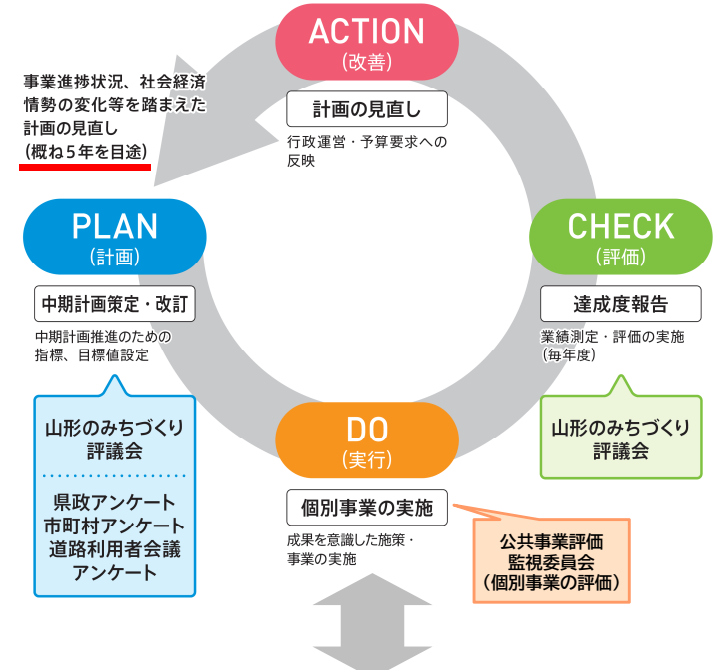 ACTION
(改善)
計画の見直し
行政運営・予算要求への
反映
事業進捗状況、社会経済
情勢の変化等を踏まえた
計画の見直し
(概ね5年を目途)
PLAN
(計画)
中期計画策定・改訂
中期計画推進のための
指標、目標値設定
山形のみちづくり
評議会
県政アンケート
市町村アンケート
道路利用者会議
アンケート
CHECK
(評価)
達成度報告
業績測定・評価の実施
(毎年度)
山形のみちづくり
評議会
DO
(実行)
個別事業の実施
成果を意識した施策・
事業の実施
公共事業評価
監視委員会
(個別事業の評価)